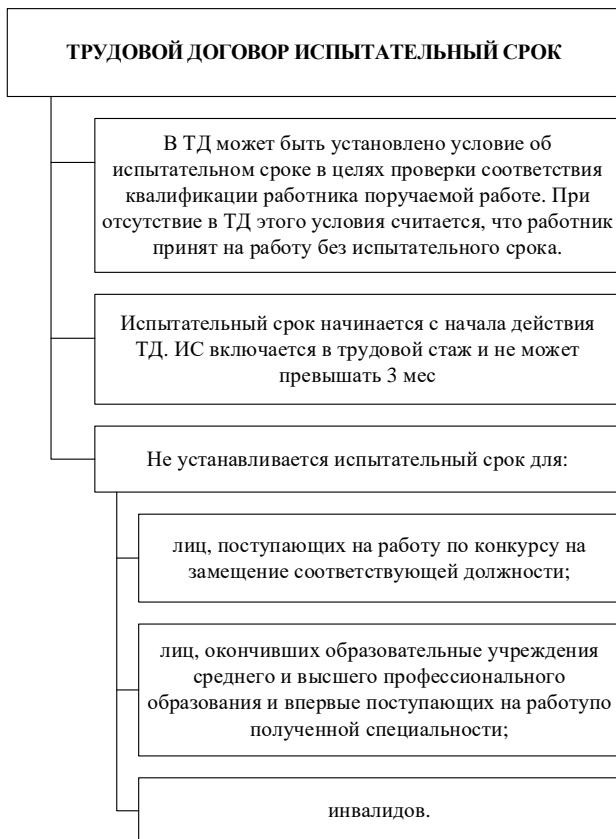 ТРУДОВОЙ ДОГОВОР ИСПЫТАТЕЛЬНЫЙ СРОК
В ТД может быть установлено условие об
испытательном сроке в целях проверки соответствия
квалификации работника поручаемой работе. При
отсутствие в ТД этого условия считается, что работник
принят на работу без испытательного срока.
Испытательный срок начинается с начала действия
ТД. ИС включается в трудовой стаж и не может
превышать 3 мес
Не устанавливается испытательный срок для:
лиц, поступающих на работу по конкурсу на
замещение соответствующей должности;
лиц, окончивших образовательные учреждения
среднего и высшего профессионального
образования и впервые поступающих на работупо
полученной специальности;
инвалидов.